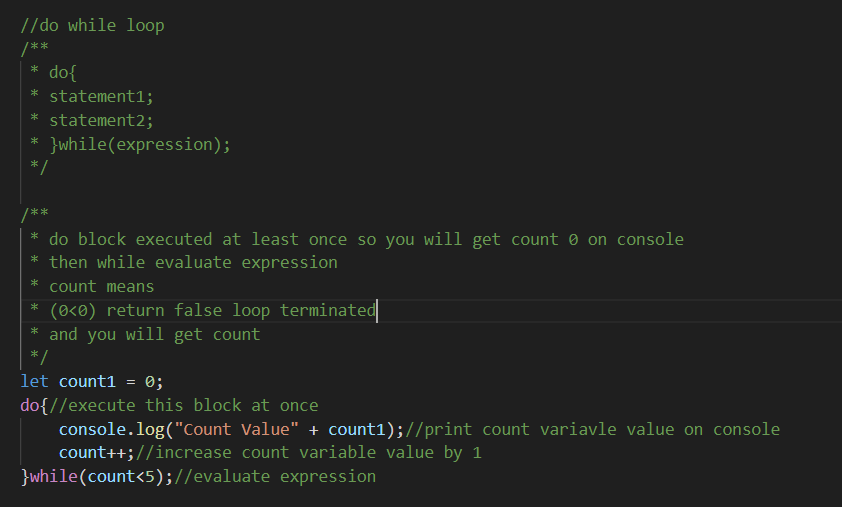 //do while loop
/**
 * do{
 * statement1;
 * statement2;
 * }while(expression);
 */
/**
 * do block executed at least once so you will get count 0 on console
 * then while evaluate expression
 * count means
 * (0<0) return false loop terminated
 * and you will get count
 */
let count1 = 0;
do{//execute this block at once
    console.log("Count Value" + count1);//print count variavle value on console
    count++;//increase count variable value by 1
}while(count<5);//evaluate expression